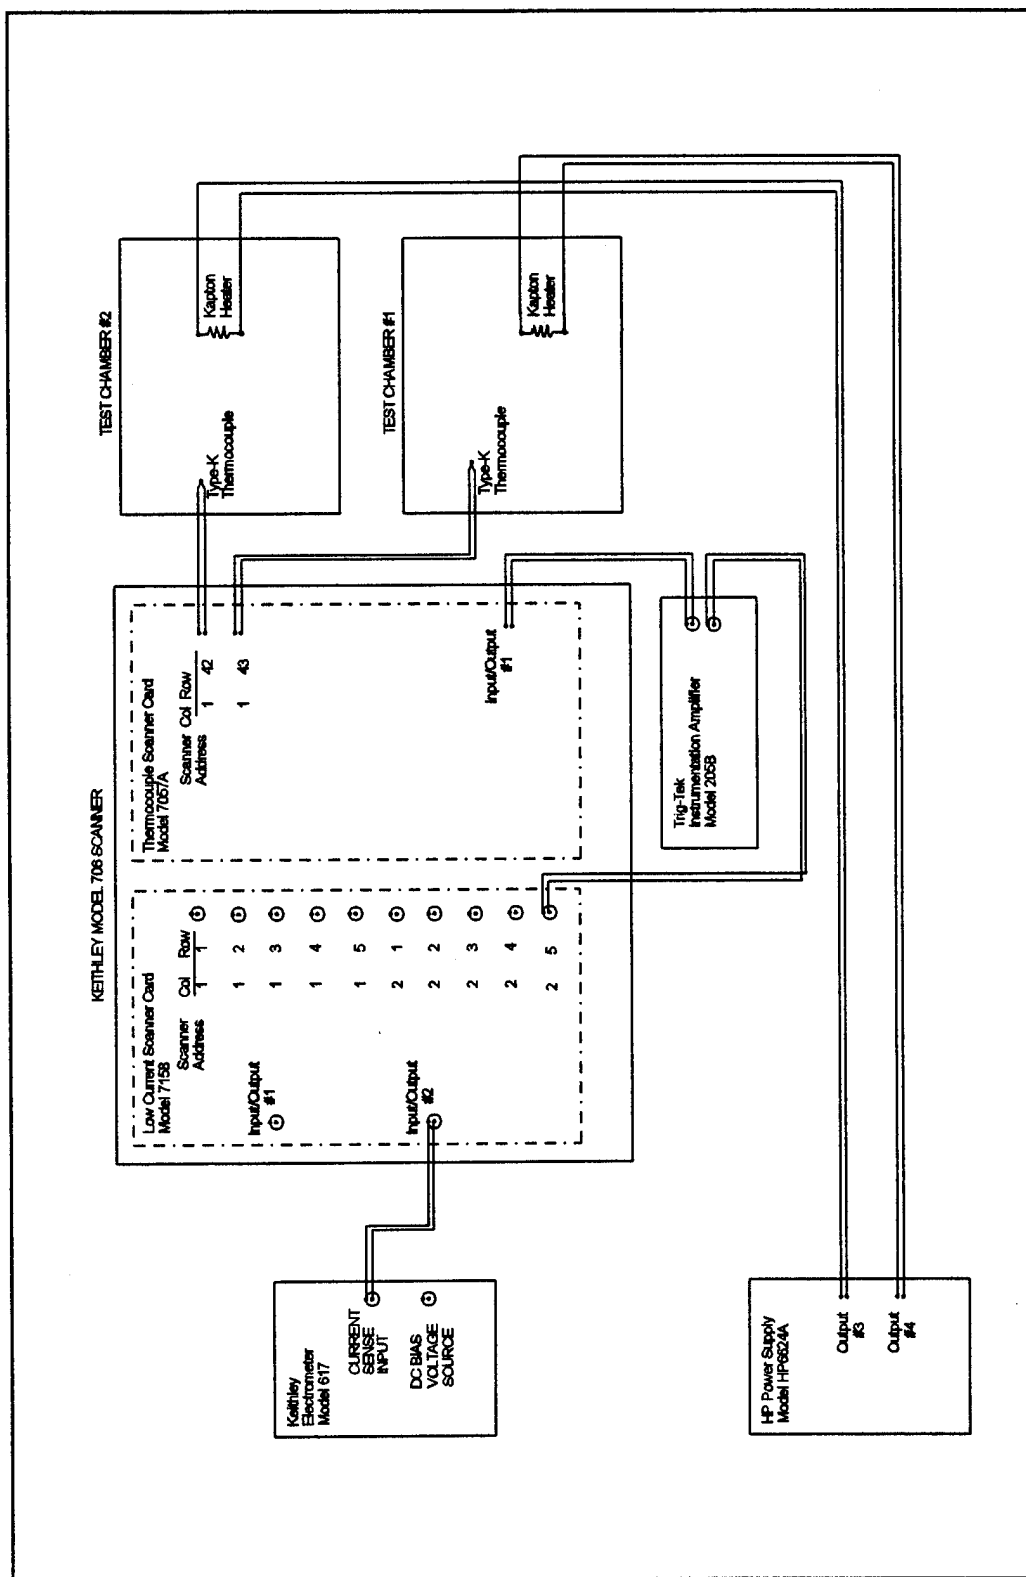 KEITHLEY MODEL 706 SCANNER
Low Current Scanner Card
Model 7158
Scanner
Address
Col Row
1 1
1 2
1 3
1 4
1 5
2 1
2 2
2 3
2 4
2 5
Input/Output
#1
Input/Output
#2
Thermocouple Scanner Card
Model 7057A
Scanner
Address
Col Row
1 42
1 43
Input/Output
#1
TEST CHAMBER #2
Type-K
Thermocouple
Kapton
Heater
TEST CHAMBER #1
Type-K
Thermocouple
Kapton
Heater
Keithley
Electrometer
Model 617
CURRENT
SENSE
INPUT
DC BIAS
VOLTAGE
SOURCE
Trig-Tek
Instrumentation Amplifier
Model 205B
HP Power Supply
Model HP6624A
Output
#3
Output
#4